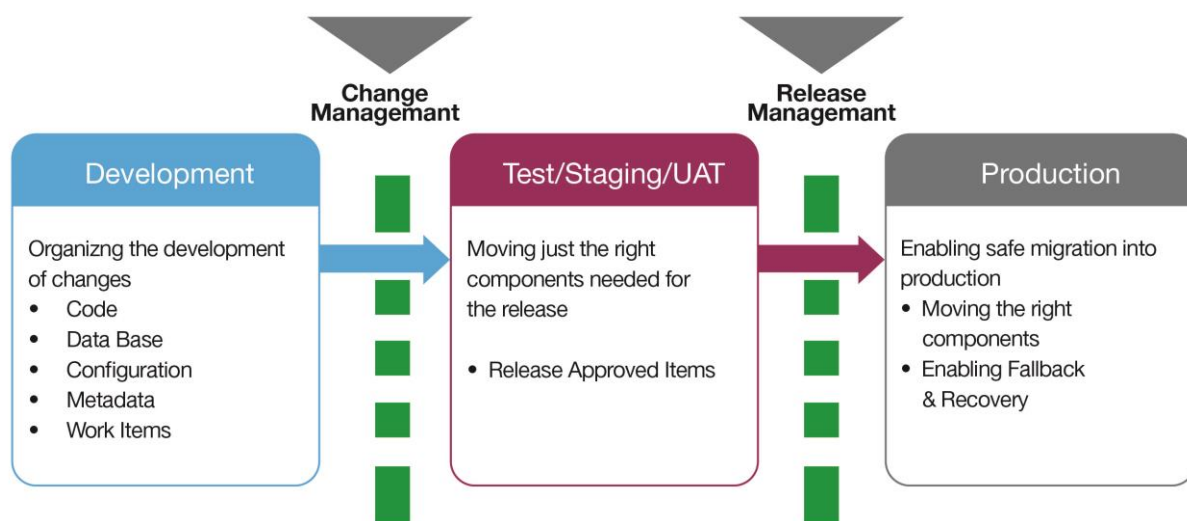 Change
Managemant
Release
Managemant
Development
Organizng the development
of changes
• Code
• Data Base
• Configuration
• Metadata
• Work Items
Test/Staging/UAT
Moving just the right
components needed for
the release
• Release Approved Items
Production
Enabling safe migration into
production
• Moving the right
components
• Enabling Fallback
& Recovery